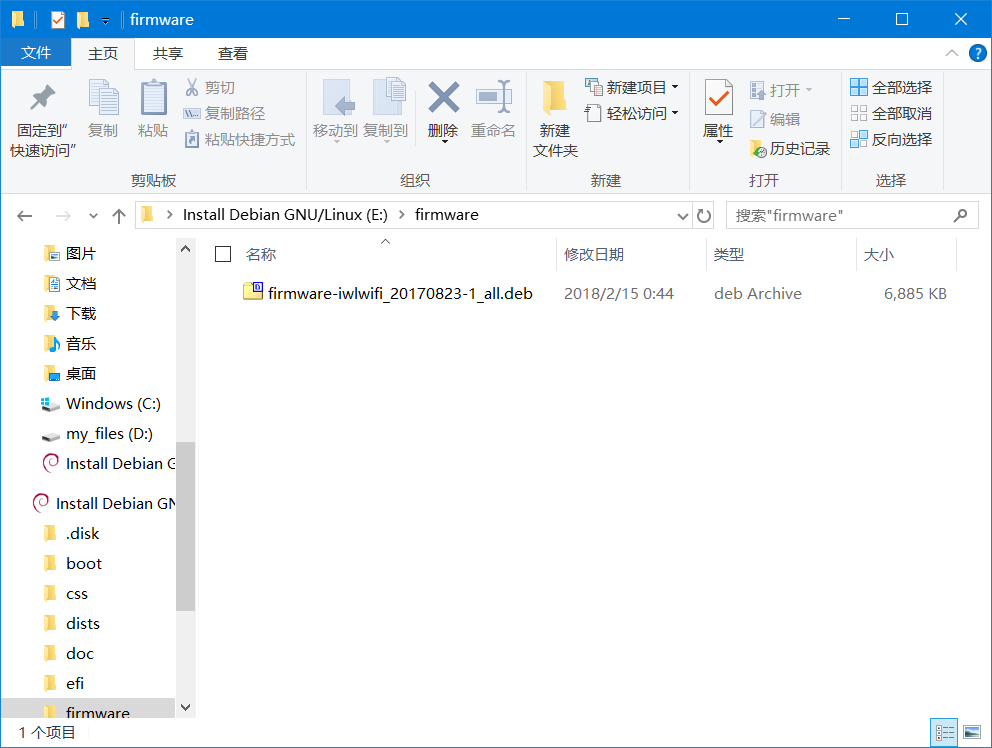 firmware
文件 主页 共享 查看
固定到"
快速访问"
复制
粘贴
剪切
复制路径
粘贴快捷方式
剪贴板
移动到
复制到
删除
重命名
组织
新建
文件夹
新建项目
轻松访问
新建
属性
打开
编辑
历史记录
打开
全部选择
全部取消
反向选择
选择
Install Debian GNU/Linux (E:) > firmware
搜索"firmware"
图片
文档
下载
音乐
桌面
Windows (C:)
my_files (D:)
Install Debian G
Install Debian GN
.disk
boot
css
dists
doc
efi
firmware
名称 修改日期 类型 大小
firmware-iwlwifi_20170823-1_all.deb 2018/2/15 0:44 deb Archive 6,885 KB
1 个项目